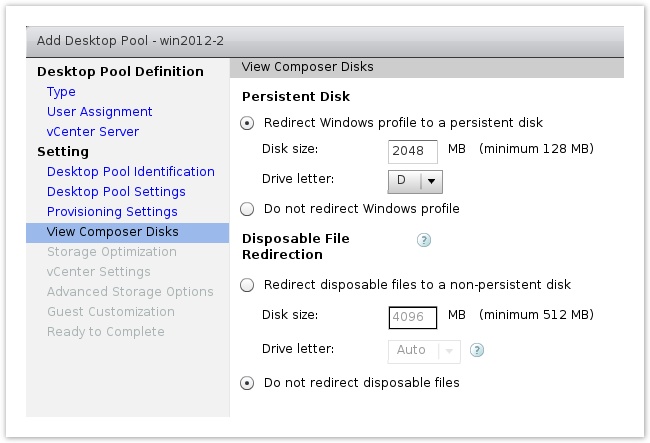 Add Desktop Pool - win2012-2
Desktop Pool Definition
Type
User Assignment
vCenter Server
Setting
Desktop Pool Identification
Desktop Pool Settings
Provisioning Settings
View Composer Disks
Storage Optimization
vCenter Settings
Advanced Storage Options
Guest Customization
Ready to Complete
View Composer Disks
Persistent Disk
Redirect Windows profile to a persistent disk
Disk size: 2048 MB (minimum 128 MB)
Drive letter: D
Do not redirect Windows profile
Disposable File ?
Redirection
Redirect disposable files to a non-persistent disk
Disk size: 4096 MB (minimum 512 MB)
Drive letter: Auto ?
Do not redirect disposable files